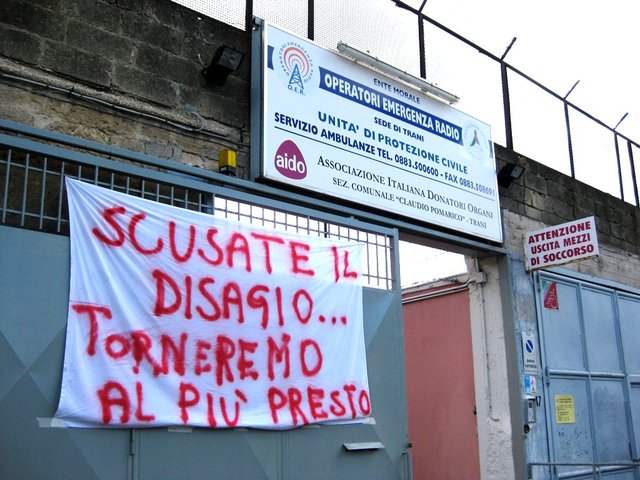 O.E.R.
ENTE MORALE
OPERATORI EMERGENZA RADIO
SEDE DI TRANI
UNITA' DI PROTEZIONE CIVILE
SERVIZIO AMBULANZE TEL. 0883.500600 - FAX 0883.508691
aido
ASSOCIAZIONE ITALIANA DONATORI ORGANI
SEZ. COMUNALE "CLAUDIO POMARICO" - TRANI
ATTENZIONE
USCITA MEZZI
DI SOCCORSO
SCUSATE IL
DISAGIO...
TORNEREMO
AL PIÙ PRESTO